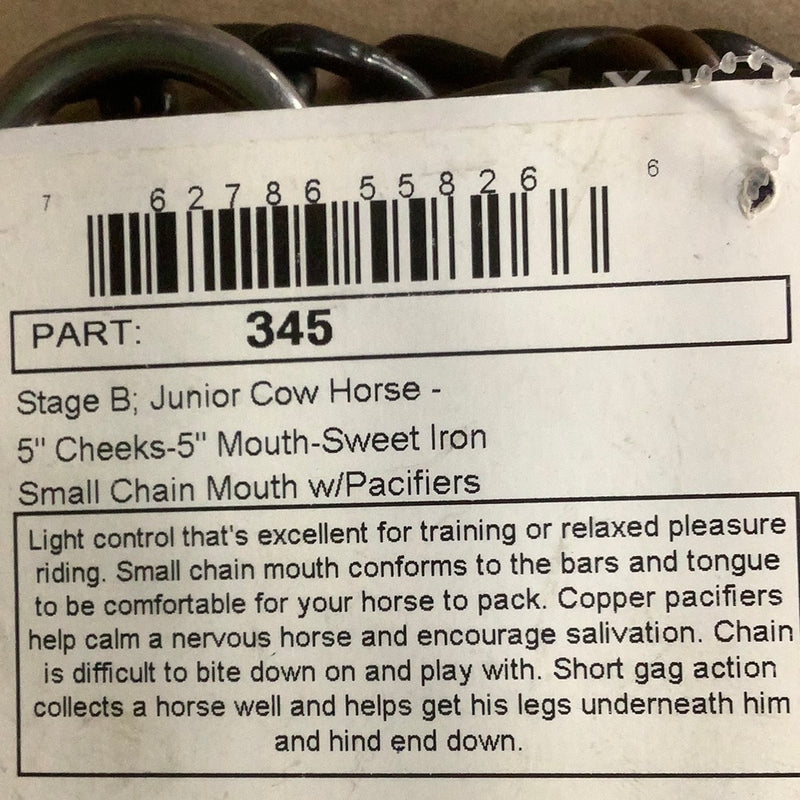 7 62786 55826 6
PART: 345
Stage B; Junior Cow Horse -
5" Cheeks-5" Mouth-Sweet Iron
Small Chain Mouth w/Pacifiers
Light control that's excellent for training or relaxed pleasure
riding. Small chain mouth conforms to the bars and tongue
to be comfortable for your horse to pack. Copper pacifiers
help calm a nervous horse and encourage salivation. Chain
is difficult to bite down on and play with. Short gag action
collects a horse well and helps get his legs underneath him
and hind end down.